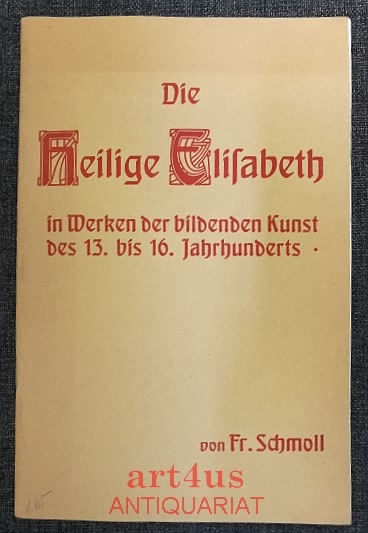 Die
Heilige Eliſabeth
in Werken der bildenden Kunst
des 13. bis 16. Jahrhunderts ·
von Fr. Schmoll
art4us
ANTIQUARIAT